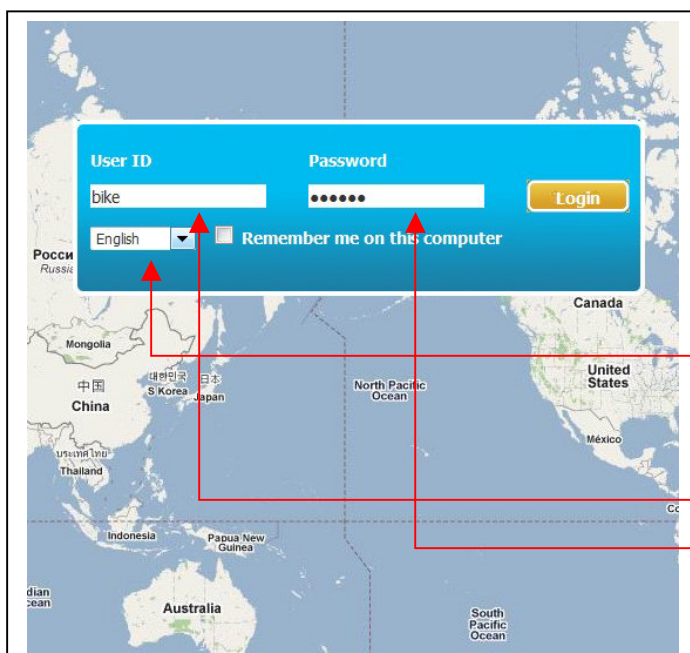 User ID
Password
bike
••••••
Login
English
Remember me on this computer
Росси
Russia
Canada
Mongolia
United
States
中国
China
대한민국
S Korea
日本
Japan
North Pacific
Ocean
México
ประเทศไทย
Thailand
Co
Indonesia
Papua New
Guinea
dian
cean
Australia
South
Pacific
Ocean